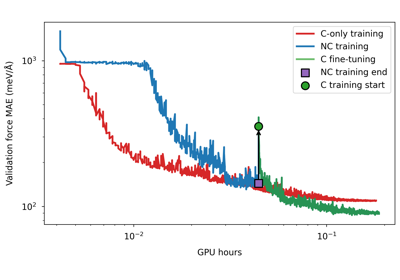 C-only training
NC training
C fine-tuning
NC training end
C training start
Validation force MAE (meV/Å)
10³
10²
10⁻²
10⁻¹
GPU hours